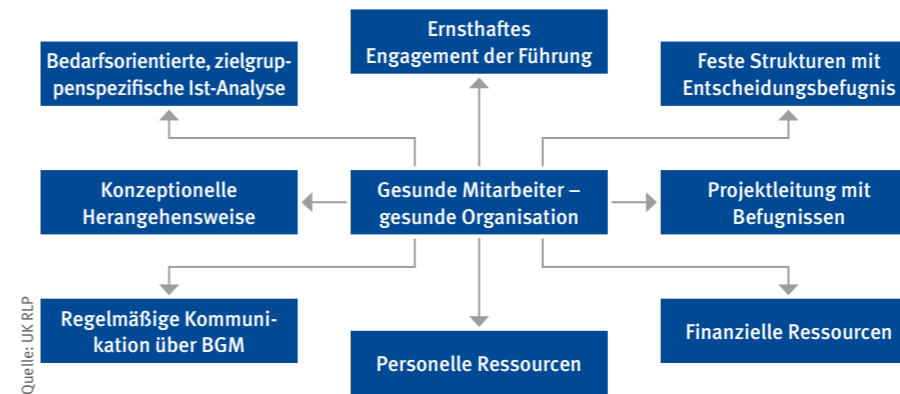 Ernsthaftes
Engagement der Führung
Bedarfsorientierte, zielgrup-
penspezifische Ist-Analyse
Feste Strukturen mit
Entscheidungsbefugnis
Konzeptionelle
Herangehensweise
Gesunde Mitarbeiter –
gesunde Organisation
Projektleitung mit
Befugnissen
Regelmäßige Kommuni-
kation über BGM
Personelle Ressourcen
Finanzielle Ressourcen
Quelle: UK RLP